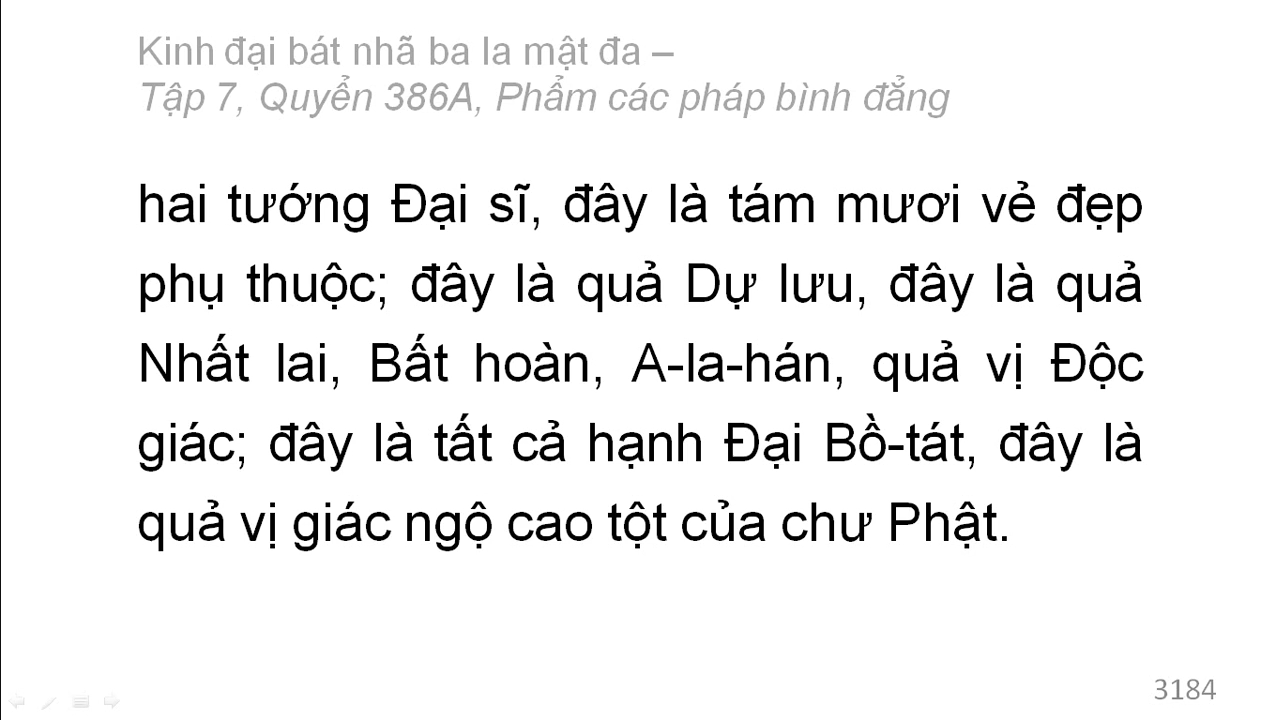 Kinh đại bát nhã ba la mật đa –
Tập 7, Quyển 386A, Phẩm các pháp bình đẳng
hai tướng Đại sĩ, đây là tám mươi vẻ đẹp
phụ thuộc; đây là quả Dự lưu, đây là quả
Nhất lai, Bất hoàn, A-la-hán, quả vị Độc
giác; đây là tất cả hạnh Đại Bồ-tát, đây là
quả vị giác ngộ cao tột của chư Phật.
3184